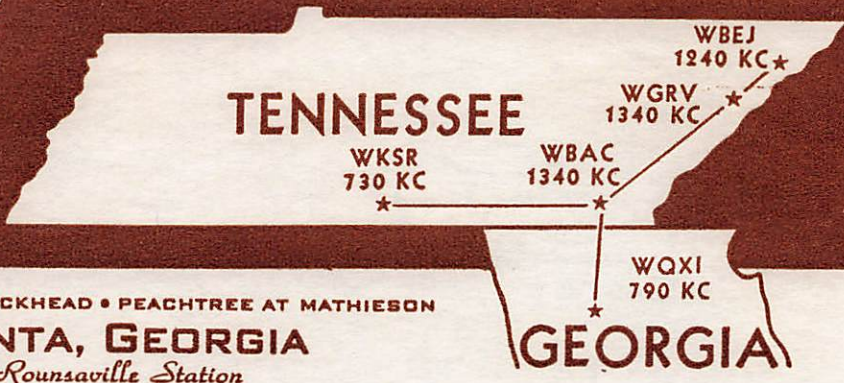 WBEJ
1240 KC
WGRV
1340 KC
TENNESSEE
WKSR
730 KC
WBAC
1340 KC
WQXI
790 KC
CKHEAD • PEACHTREE AT MATHIESON
NTA, GEORGIA
Rounsaville Station
GEORGIA